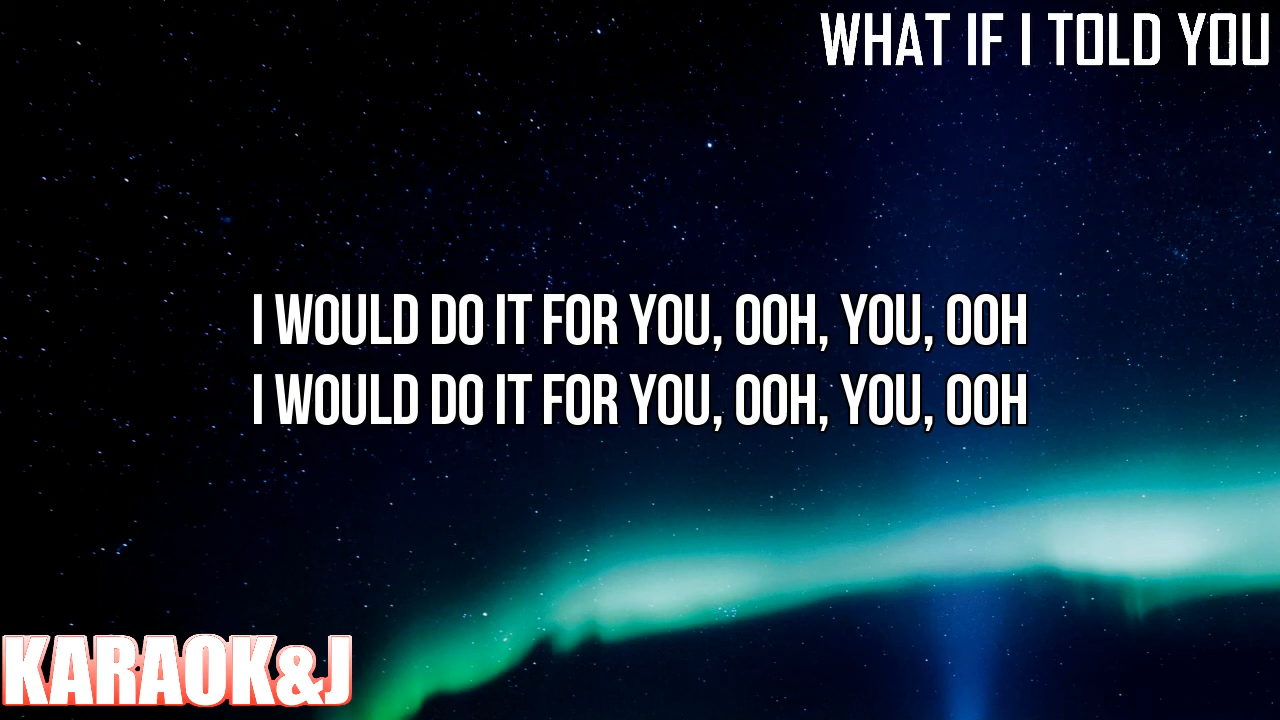 WHAT IF I TOLD YOU
I WOULD DO IT FOR YOU, OOH, YOU, OOH
I WOULD DO IT FOR YOU, OOH, YOU, OOH
KARAOK&J